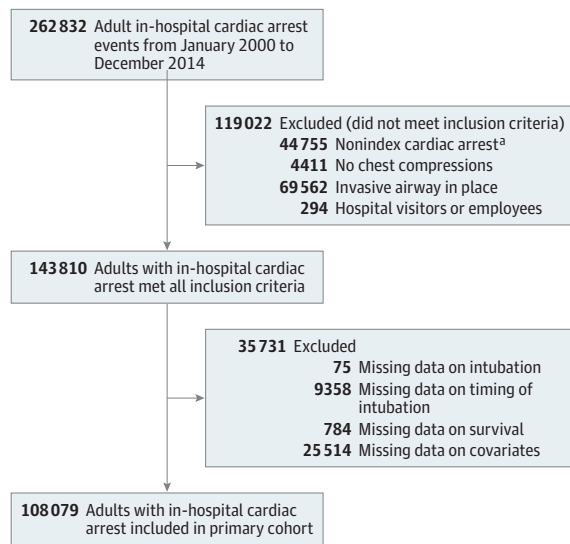 262 832 Adult in-hospital cardiac arrest
events from January 2000 to
December 2014
119 022 Excluded (did not meet inclusion criteria)
44 755 Nonindex cardiac arrestᵃ
4411 No chest compressions
69 562 Invasive airway in place
294 Hospital visitors or employees
143 810 Adults with in-hospital cardiac
arrest met all inclusion criteria
35 731 Excluded
75 Missing data on intubation
9358 Missing data on timing of
intubation
784 Missing data on survival
25 514 Missing data on covariates
108 079 Adults with in-hospital cardiac
arrest included in primary cohort